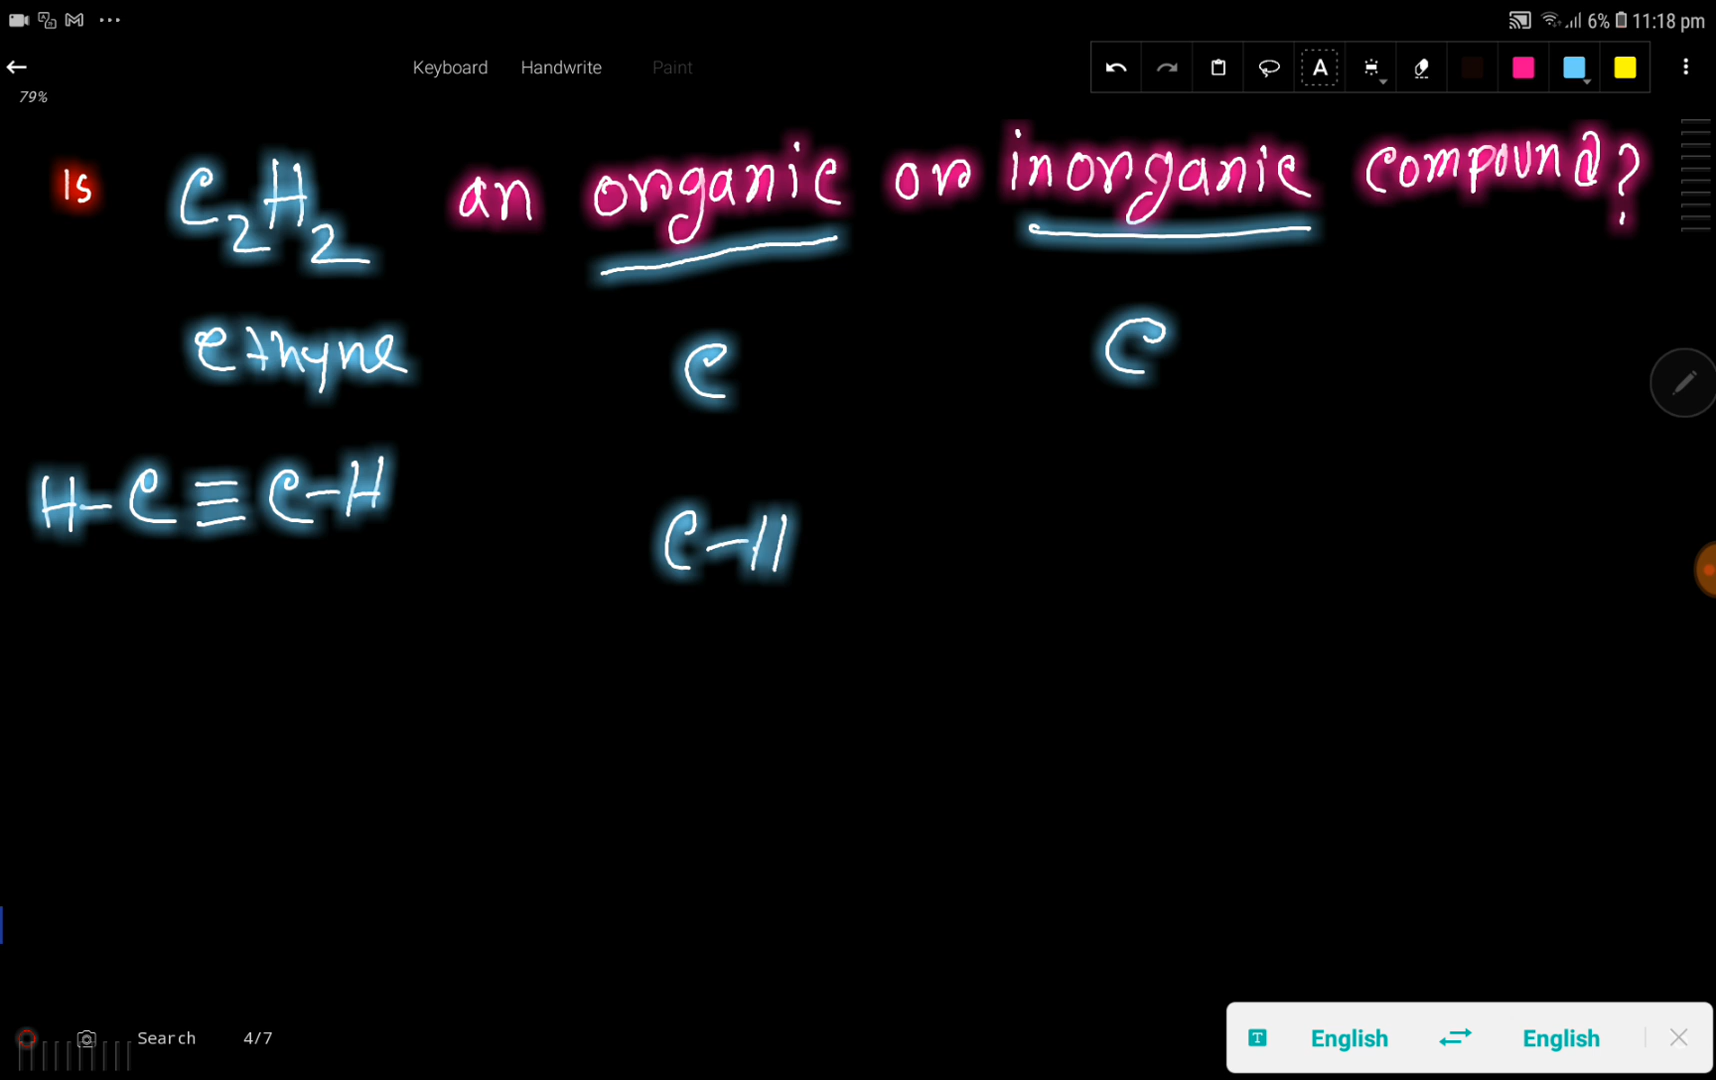 6% 11:18 pm
Keyboard Handwrite Paint A
79%
Is C₂H₂ an organic or inorganic compound?
ethyne C C
H-C≡C-H
C-H
Search 4/7
T English English